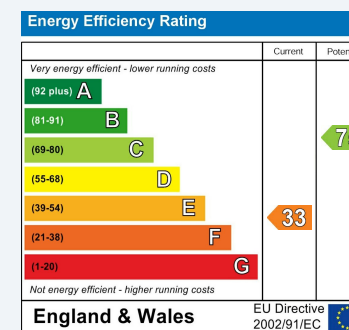 Energy Efficiency Rating
Current
Very energy efficient - lower running costs
(92 plus) A
(81-91) B
(69-80) C
(55-68) D
(39-54) E
33
(21-38) F
(1-20) G
Not energy efficient - higher running costs
England & Wales
EU Directive
2002/91/EC